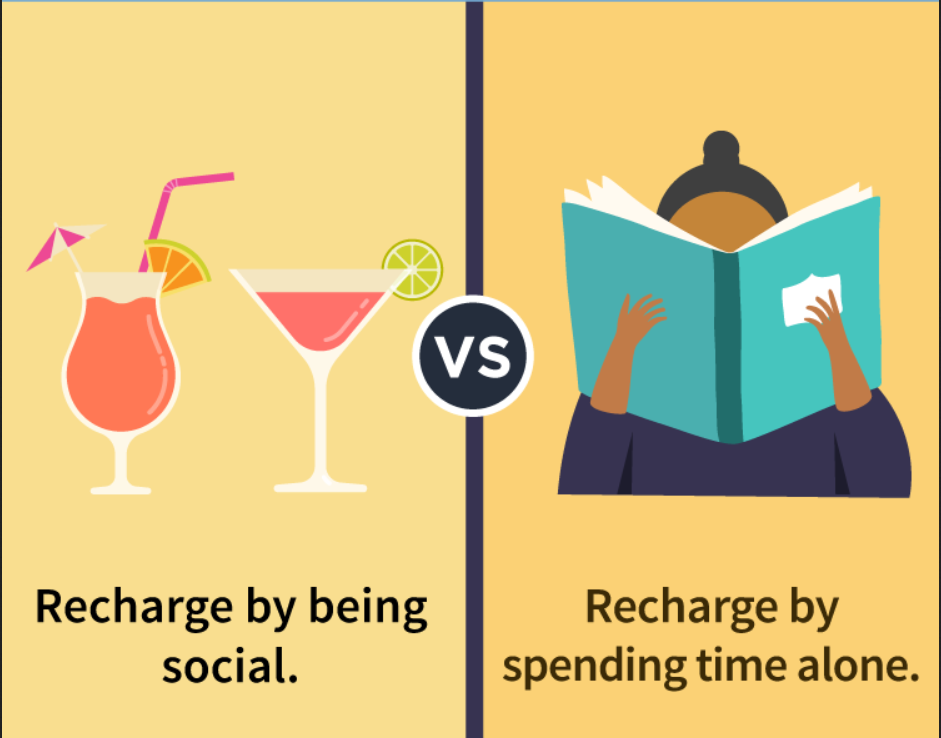 Recharge by being
social.
VS
Recharge by
spending time alone.